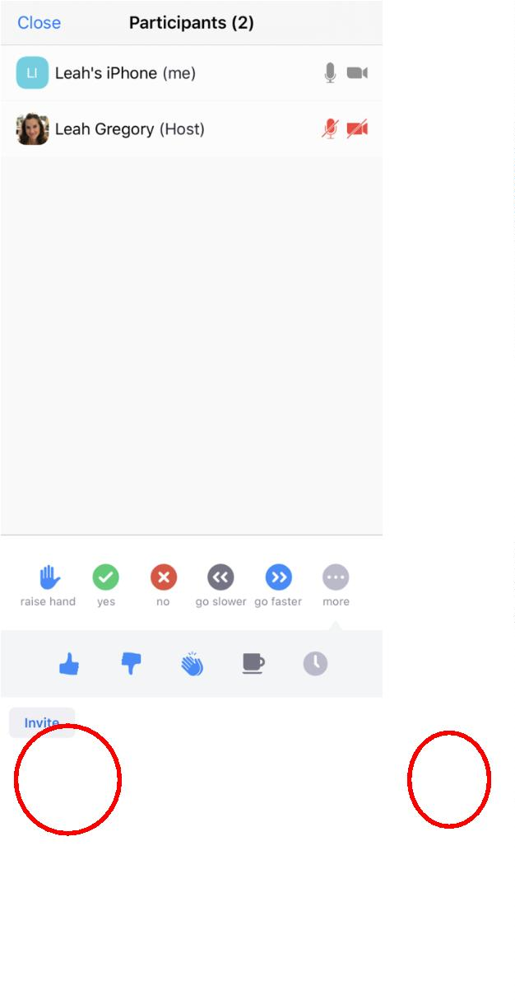 Close Participants (2)
LI Leah's iPhone (me)
Leah Gregory (Host)
raise hand yes no go slower go faster more
Invite